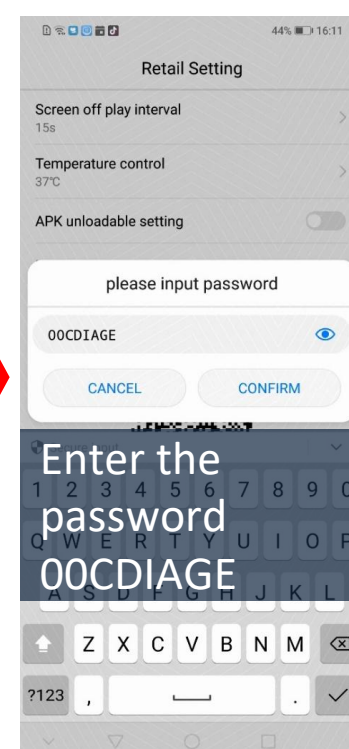 44% 16:11
Retail Setting
Screen off play interval
15s
Temperature control
37°C
APK unloadable setting
please input password
00CDIAGE
CANCEL
CONFIRM
Enter the
password
00CDIAGE
1 2 3 4 5 6 7 8 9 0
Q W E R T Y U I O P
A S D F G H J K L
Z X C V B N M
?123 , .